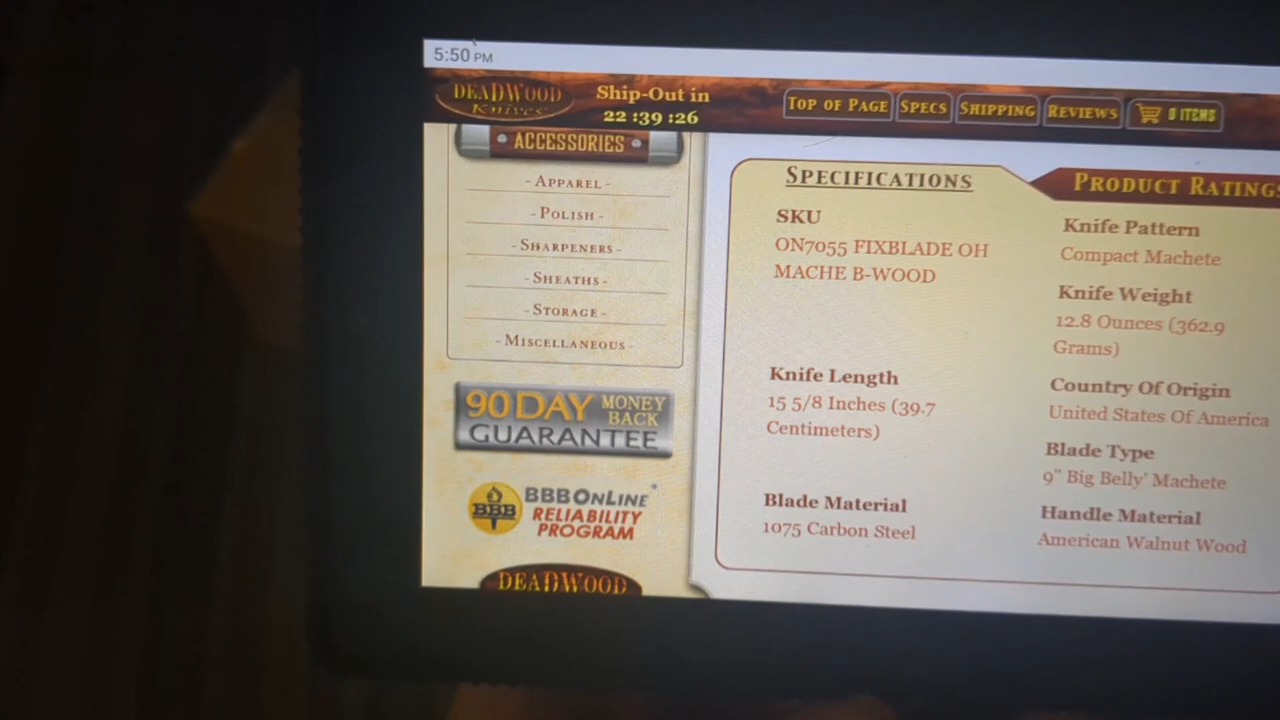 5:50 PM
DEADWOOD
Knives
Ship-Out in
22 :39 :26
TOP OF PAGE
SPECS
SHIPPING
REVIEWS
0 ITEMS
ACCESSORIES
- APPAREL -
- POLISH -
- SHARPENERS -
- SHEATHS -
- STORAGE -
- MISCELLANEOUS -
90 DAY MONEY
BACK
GUARANTEE
BBB
BBBONLINE
RELIABILITY
PROGRAM
DEADWOOD
SPECIFICATIONS
PRODUCT RATINGS
SKU
ON7055 FIXBLADE OH
MACHE B-WOOD
Knife Length
15 5/8 Inches (39.7
Centimeters)
Blade Material
1075 Carbon Steel
Knife Pattern
Compact Machete
Knife Weight
12.8 Ounces (362.9
Grams)
Country Of Origin
United States Of America
Blade Type
9" Big Belly' Machete
Handle Material
American Walnut Wood